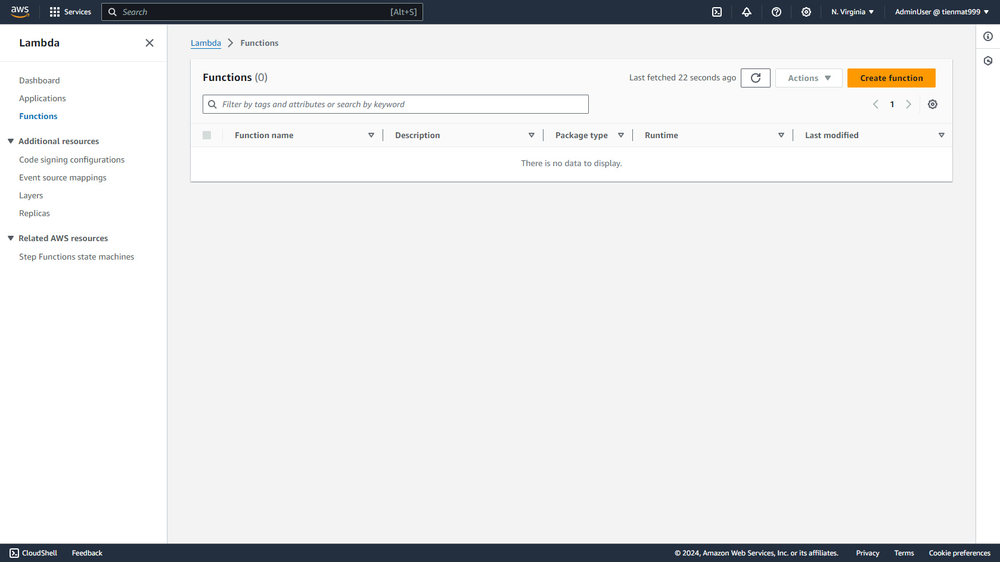 aws Services Search [Alt+S] N. Virginia AdminUser @ tienmat999
Lambda
Dashboard
Applications
Functions
Additional resources
Code signing configurations
Event source mappings
Layers
Replicas
Related AWS resources
Step Functions state machines
Lambda Functions
Functions (0) Last fetched 22 seconds ago Actions Create function
Filter by tags and attributes or search by keyword 1
Function name Description Package type Runtime Last modified
There is no data to display.
CloudShell Feedback © 2024, Amazon Web Services, Inc. or its affiliates. Privacy Terms Cookie preferences